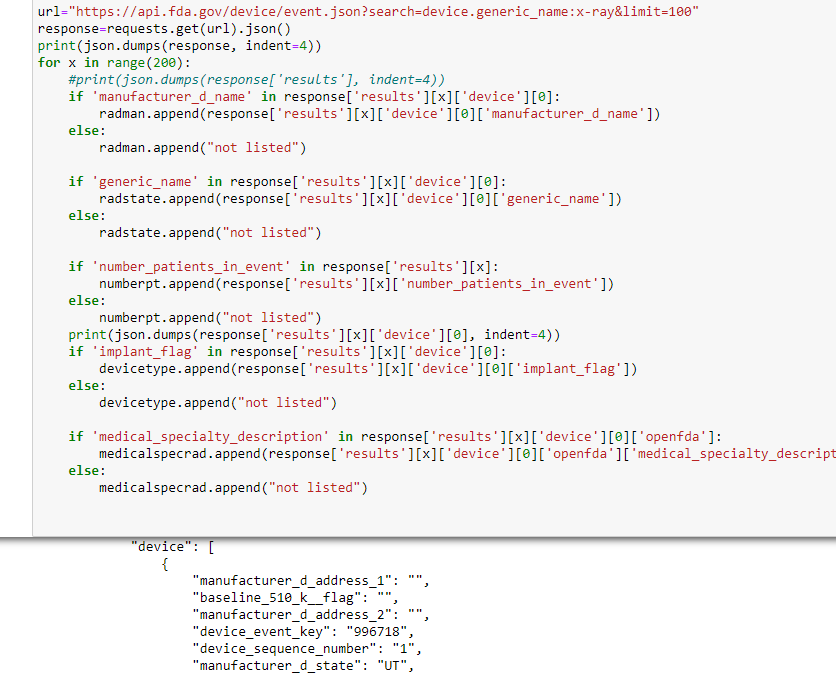 url="https://api.fda.gov/device/event.json?search=device.generic_name:x-ray&limit=100"
response=requests.get(url).json()
print(json.dumps(response, indent=4))
for x in range(200):
    #print(json.dumps(response['results'], indent=4))
    if 'manufacturer_d_name' in response['results'][x]['device'][0]:
        radman.append(response['results'][x]['device'][0]['manufacturer_d_name'])
    else:
        radman.append("not listed")
    if 'generic_name' in response['results'][x]['device'][0]:
        radstate.append(response['results'][x]['device'][0]['generic_name'])
    else:
        radstate.append("not listed")
    if 'number_patients_in_event' in response['results'][x]:
        numberpt.append(response['results'][x]['number_patients_in_event'])
    else:
        numberpt.append("not listed")
    print(json.dumps(response['results'][x]['device'][0], indent=4))
    if 'implant_flag' in response['results'][x]['device'][0]:
        devicetype.append(response['results'][x]['device'][0]['implant_flag'])
    else:
        devicetype.append("not listed")
    if 'medical_specialty_description' in response['results'][x]['device'][0]['openfda']:
        medicalspecrad.append(response['results'][x]['device'][0]['openfda']['medical_specialty_descript
    else:
        medicalspecrad.append("not listed")
"device": [
    {
        "manufacturer_d_address_1": "",
        "baseline_510_k__flag": "",
        "manufacturer_d_address_2": "",
        "device_event_key": "996718",
        "device_sequence_number": "1",
        "manufacturer_d_state": "UT",